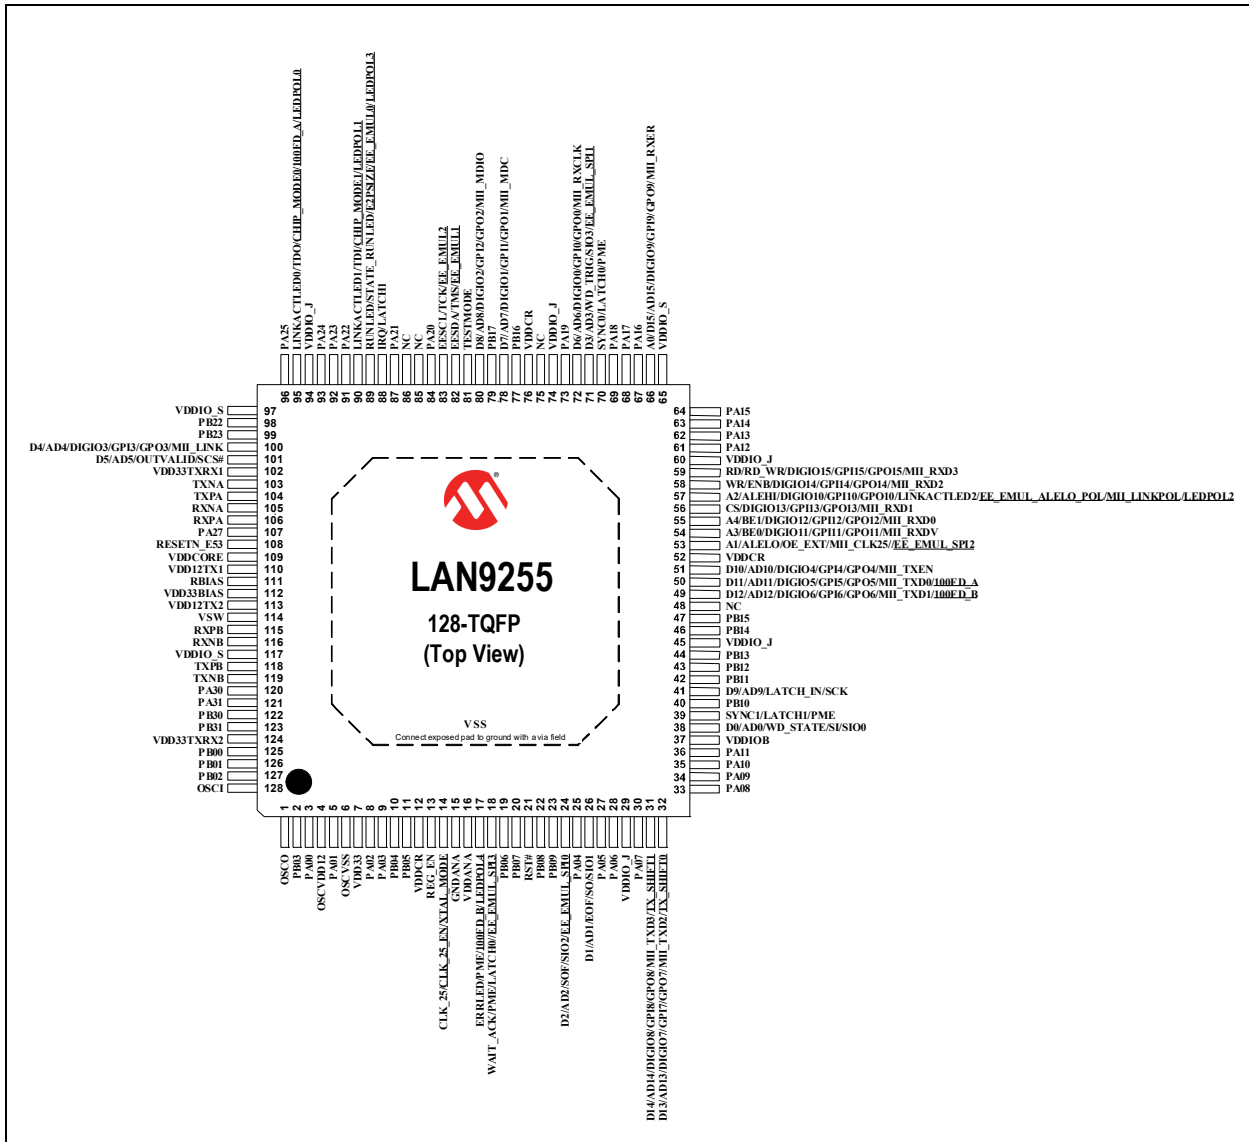 PA25
LINKACTLED0/TDO/CHIP_MODE0/100FD_A/LEDPOL0
VDDIO_J
PA24
PA23
PA22
LINKACTLED1/TDI/CHIP_MODE1/LEDPOL1
RUNLED/STATE_RUNLED/E2PSIZE/EE_EMUL0/LEDPOL3
IRQ/LATCH1
PA21
NC
NC
PA20
EESCL/TCK/EE_EMUL2
EESDA/TMS/EE_EMUL1
TESTMODE
D8/AD8/DIGIO2/GPI2/GPO2/MII_MDIO
PB17
D7/AD7/DIGIO1/GPI1/GPO1/MII_MDC
PB16
VDDCR
NC
VDDIO_J
PA19
D6/AD6/DIGIO0/GPI0/GPO0/MII_RXCLK
D3/AD3/WD_TRIG/SIO3/EE_EMUL_SPI1
SYNC0/LATCH0/PME
PA18
PA17
PA16
A0/D15/AD15/DIGIO9/GPI9/GPO9/MII_RXER
VDDIO_S
96 95 94 93 92 91 90 89 88 87 86 85 84 83 82 81 80 79 78 77 76 75 74 73 72 71 70 69 68 67 66 65
VDDIO_S 97
PB22 98
PB23 99
D4/AD4/DIGIO3/GPI3/GPO3/MII_LINK 100
D5/AD5/OUTVALID/SCS# 101
VDD33TXRX1 102
TXNA 103
TXPA 104
RXNA 105
RXPA 106
PA27 107
RESETN_E53 108
VDDCORE 109
VDD12TX1 110
RBIAS 111
VDD33BIAS 112
VDD12TX2 113
VSW 114
RXPB 115
RXNB 116
VDDIO_S 117
TXPB 118
TXNB 119
PA30 120
PA31 121
PB30 122
PB31 123
VDD33TXRX2 124
PB00 125
PB01 126
PB02 127
OSCI 128
®
LAN9255
128-TQFP
(Top View)
VSS
Connect exposed pad to ground with a via field
64 PA15
63 PA14
62 PA13
61 PA12
60 VDDIO_J
59 RD/RD_WR/DIGIO15/GPI15/GPO15/MII_RXD3
58 WR/ENB/DIGIO14/GPI14/GPO14/MII_RXD2
57 A2/ALEHI/DIGIO10/GPI10/GPO10/LINKACTLED2/EE_EMUL_ALELO_POL/MII_LINKPOL/LEDPOL2
56 CS/DIGIO13/GPI13/GPO13/MII_RXD1
55 A4/BE1/DIGIO12/GPI12/GPO12/MII_RXD0
54 A3/BE0/DIGIO11/GPI11/GPO11/MII_RXDV
53 A1/ALELO/OE_EXT/MII_CLK25//EE_EMUL_SPI2
52 VDDCR
51 D10/AD10/DIGIO4/GPI4/GPO4/MII_TXEN
50 D11/AD11/DIGIO5/GPI5/GPO5/MII_TXD0/100FD_A
49 D12/AD12/DIGIO6/GPI6/GPO6/MII_TXD1/100FD_B
48 NC
47 PB15
46 PB14
45 VDDIO_J
44 PB13
43 PB12
42 PB11
41 D9/AD9/LATCH_IN/SCK
40 PB10
39 SYNC1/LATCH1/PME
38 D0/AD0/WD_STATE/SI/SIO0
37 VDDIOB
36 PA11
35 PA10
34 PA09
33 PA08
1 2 3 4 5 6 7 8 9 10 11 12 13 14 15 16 17 18 19 20 21 22 23 24 25 26 27 28 29 30 31 32
OSCO
PB03
PA00
OSCVDD12
PA01
OSCVSS
VDD33
PA02
PA03
PB04
PB05
VDDCR
REG_EN
CLK_25/CLK_25_EN/XTAL_MODE
GNDANA
VDDANA
ERRLED/PME/100FD_B/LEDPOL4
WAIT_ACK/PME/LATCH0//EE_EMUL_SPI3
PB06
PB07
RST#
PB08
PB09
D2/AD2/SOF/SIO2/EE_EMUL_SPI0
PA04
D1/AD1/EOF/SO/SIO1
PA05
PA06
VDDIO_J
PA07
D14/AD14/DIGIO8/GPI8/GPO8/MII_TXD3/TX_SHIFT1
D13/AD13/DIGIO7/GPI7/GPO7/MII_TXD2/TX_SHIFT0